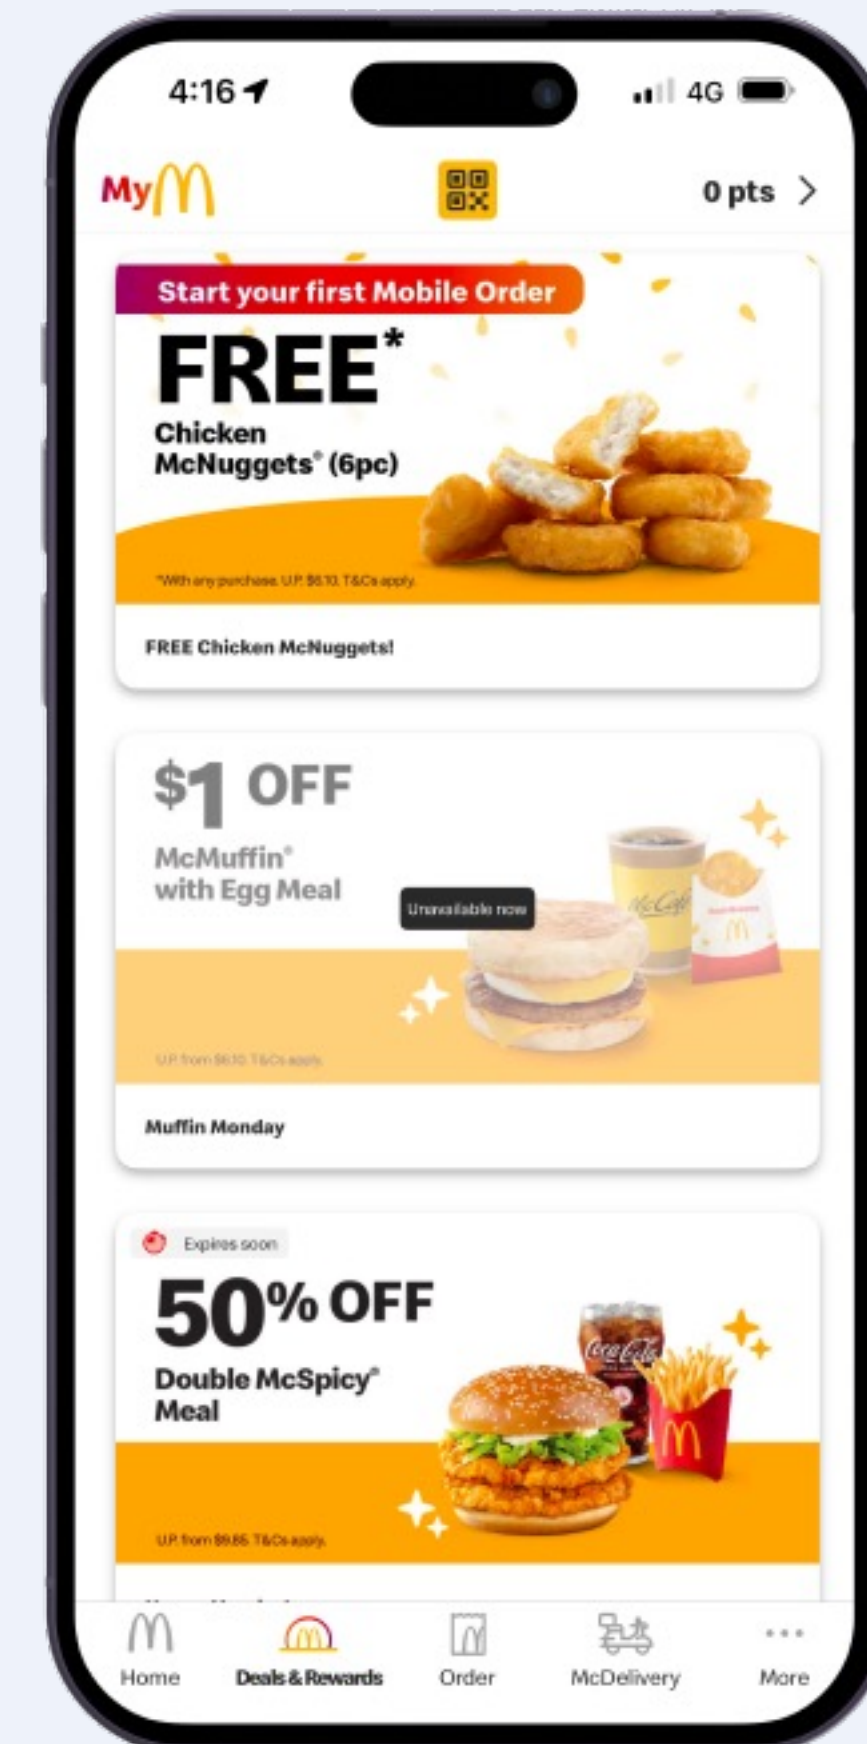 4:16
4G
My
0 pts
Start your first Mobile Order
FREE*
Chicken
McNuggets® (6pc)
*With any purchase. U.P. $6.10. T&Cs apply.
FREE Chicken McNuggets!
$1 OFF
McMuffin®
with Egg Meal
McCafé
Unavailable now
U.P. from $6.10. T&Cs apply.
Muffin Monday
Expires soon
50% OFF
Double McSpicy®
Meal
Coca-Cola
U.P. from $9.85. T&Cs apply.
Home
Deals & Rewards
Order
McDelivery
More